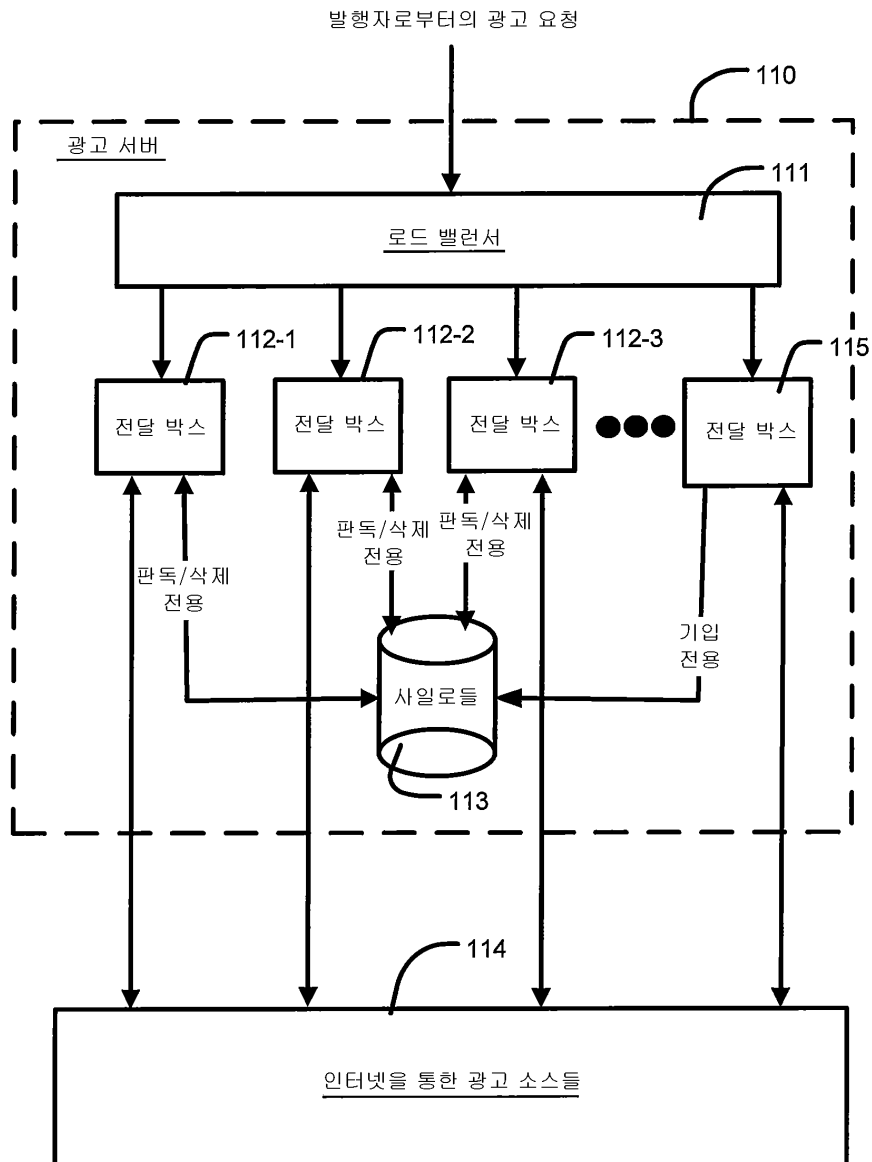 발행자로부터의 광고 요청
110
광고 서버
111
로드 밸런서
112-1
112-2
112-3
115
전달 박스
전달 박스
전달 박스
전달 박스
판독/삭제
전용
판독/삭제
전용
판독/삭제
전용
기입
전용
사일로들
113
114
인터넷을 통한 광고 소스들